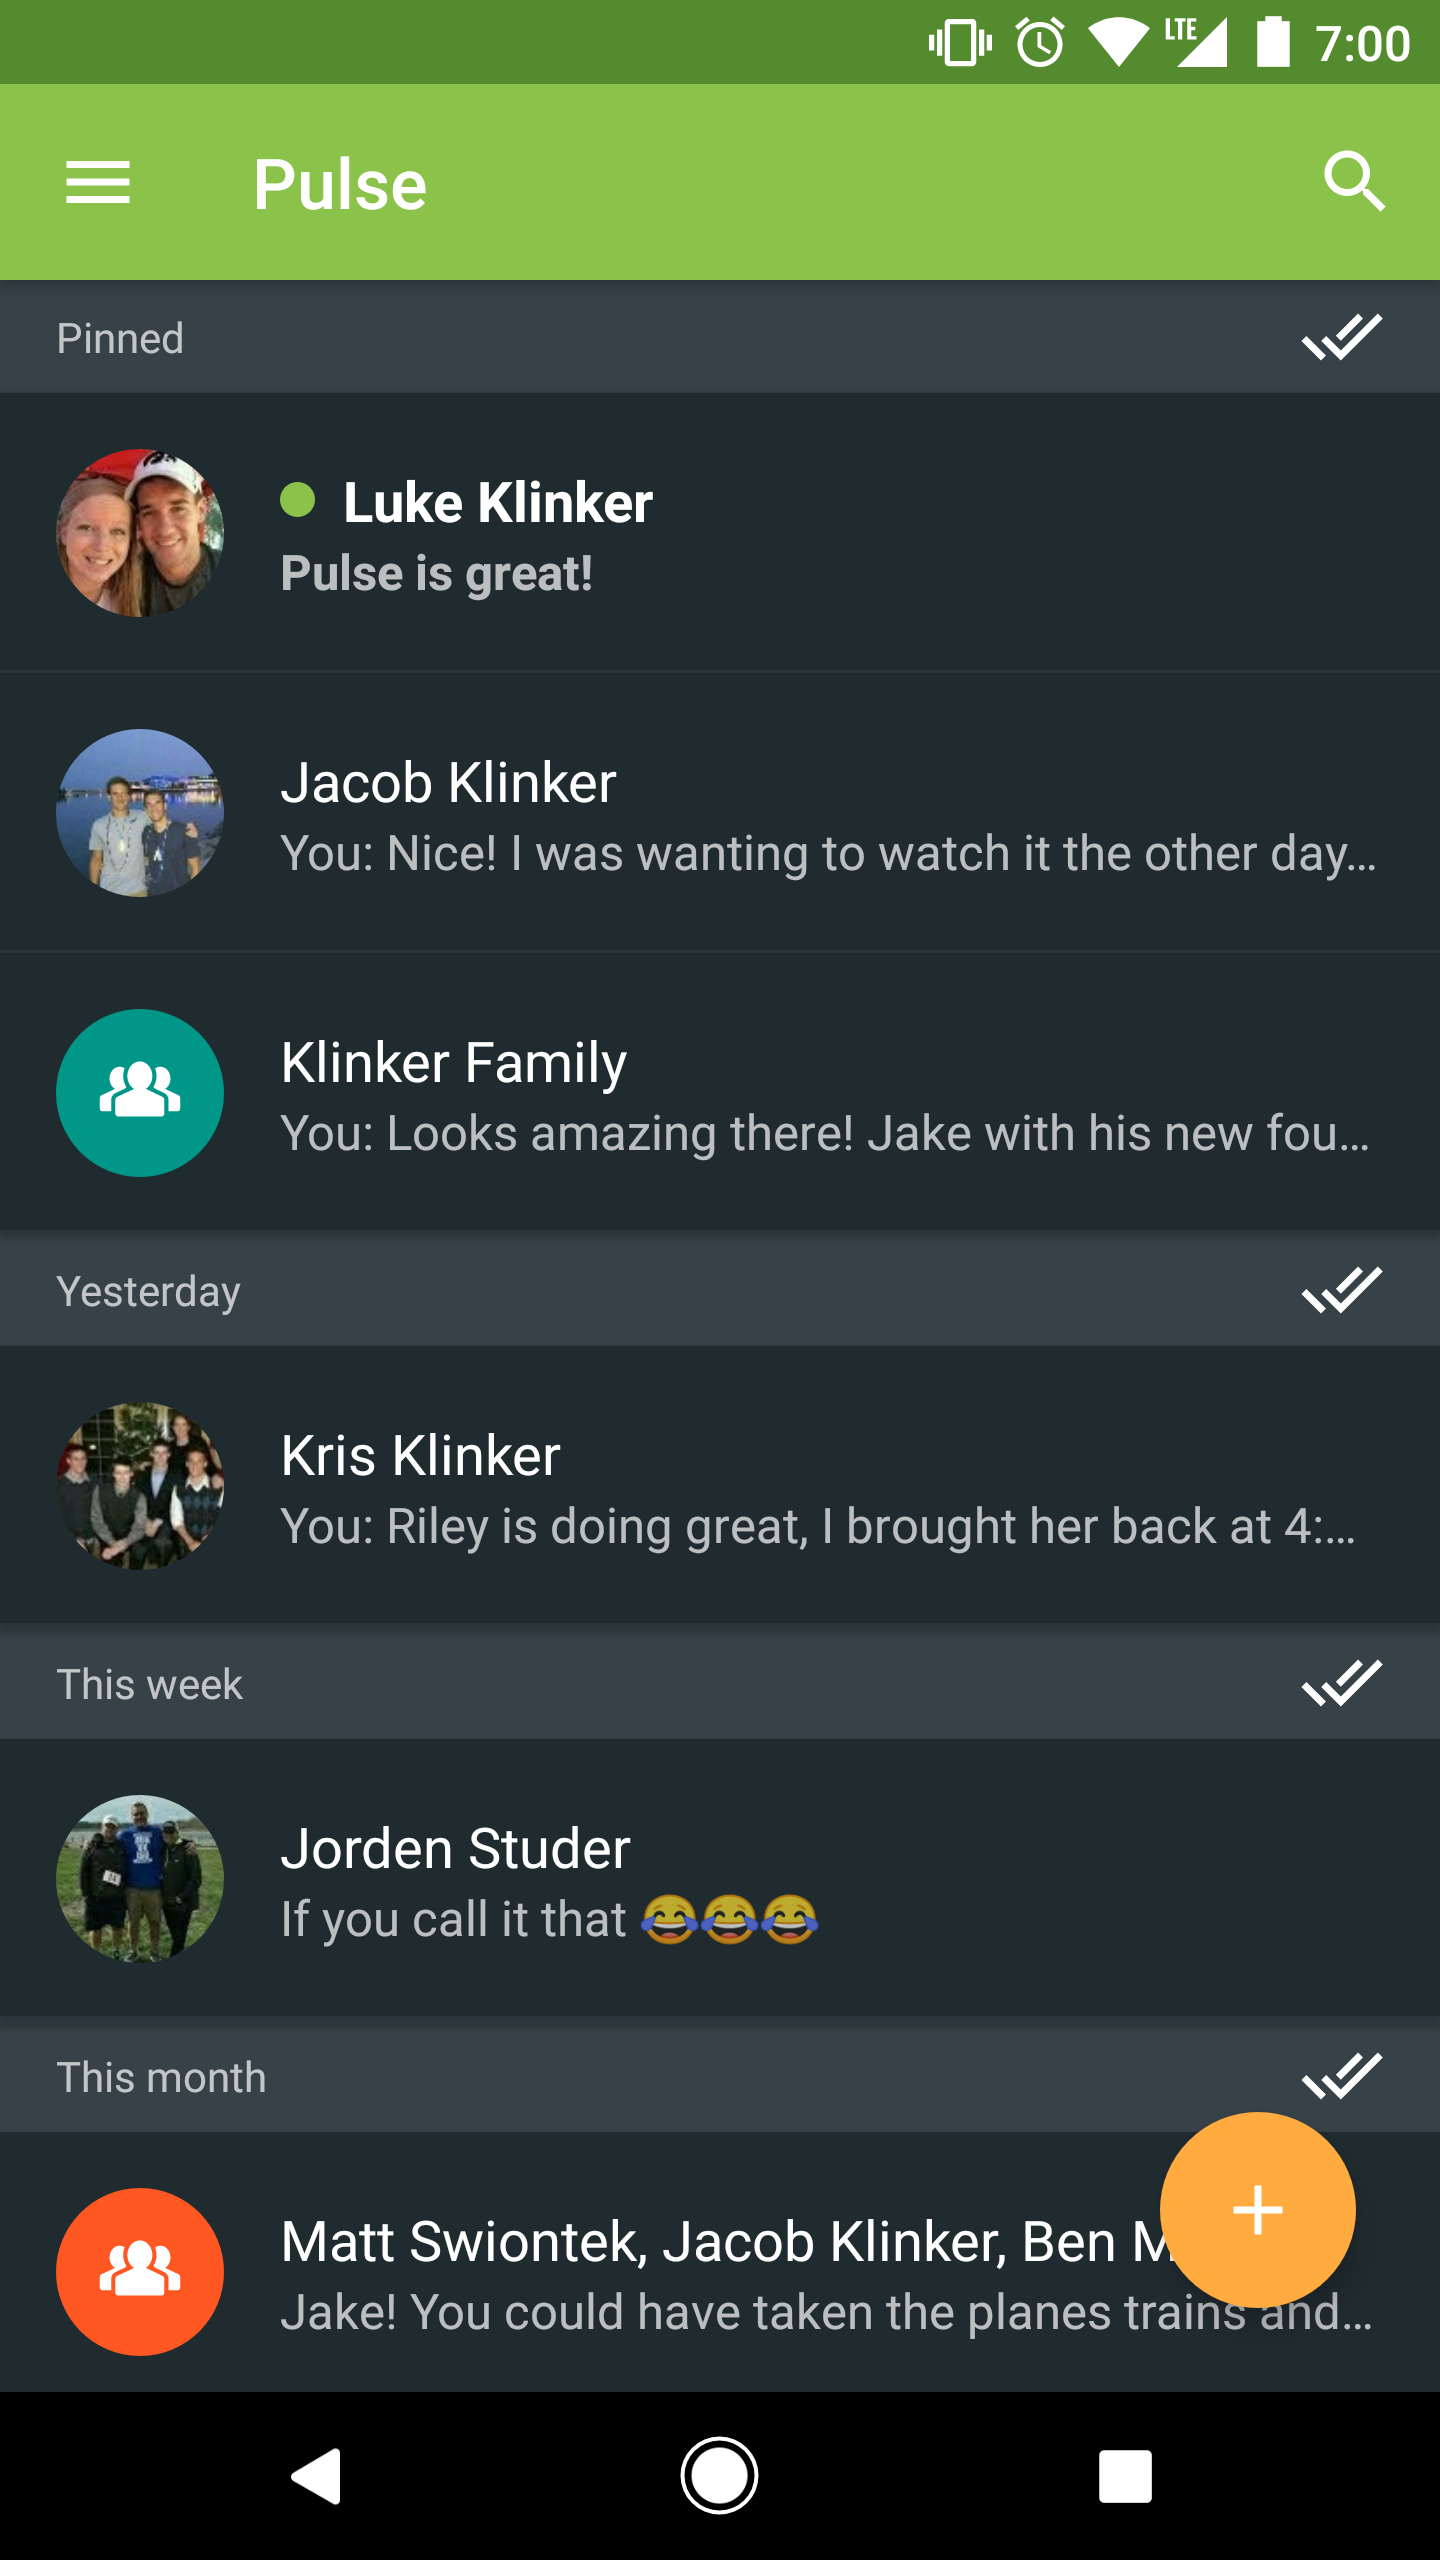 LTE 7:00
Pulse
Pinned
Luke Klinker
Pulse is great!
Jacob Klinker
You: Nice! I was wanting to watch it the other day...
Klinker Family
You: Looks amazing there! Jake with his new fou...
Yesterday
Kris Klinker
You: Riley is doing great, I brought her back at 4:...
This week
Jorden Studer
If you call it that 😂😂😂
This month
Matt Swiontek, Jacob Klinker, Ben
Jake! You could have taken the planes trains and...